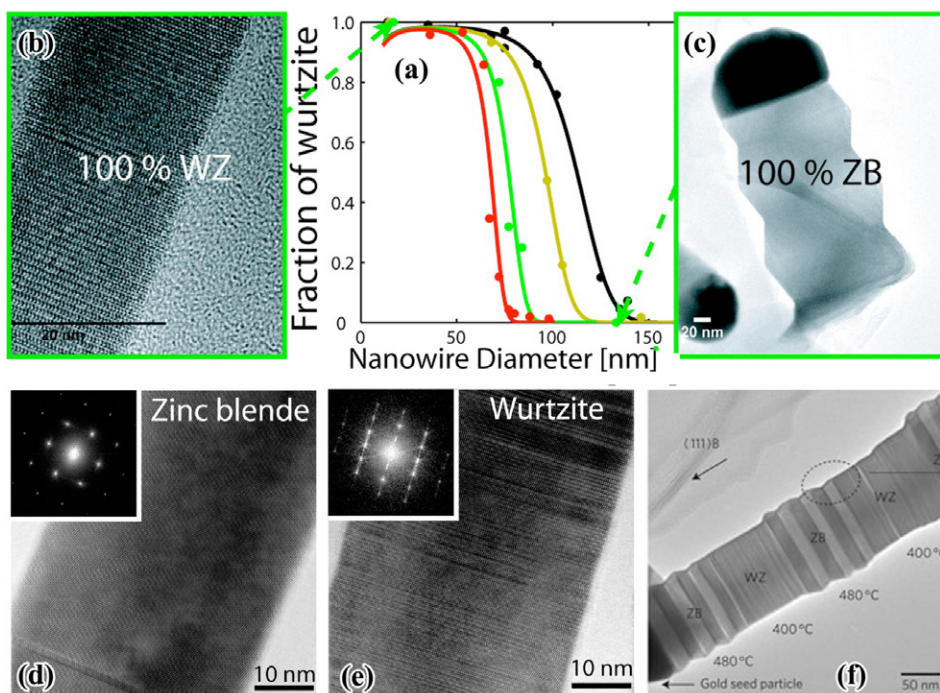 (b)
100 % WZ
20 nm
Fraction of wurtzite
1.0
0.8
0.6
0.4
0.2
0
(a)
0
50
100
150
Nanowire Diameter [nm]
(c)
100 % ZB
20 nm
Zinc blende
(d)
10 nm
Wurtzite
(e)
10 nm
(111)B
Z
WZ
ZB
400 °C
WZ
480 °C
ZB
400 °C
480 °C
Gold seed particle
(f)
50 nm